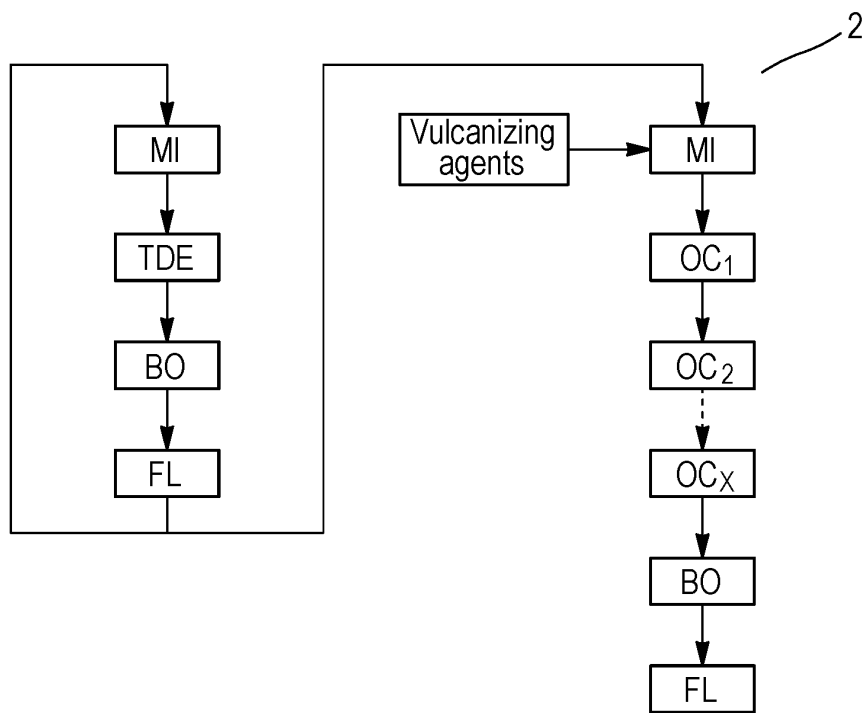 2
MI
TDE
BO
FL
Vulcanizing
agents
MI
OC1
OC2
OCX
BO
FL